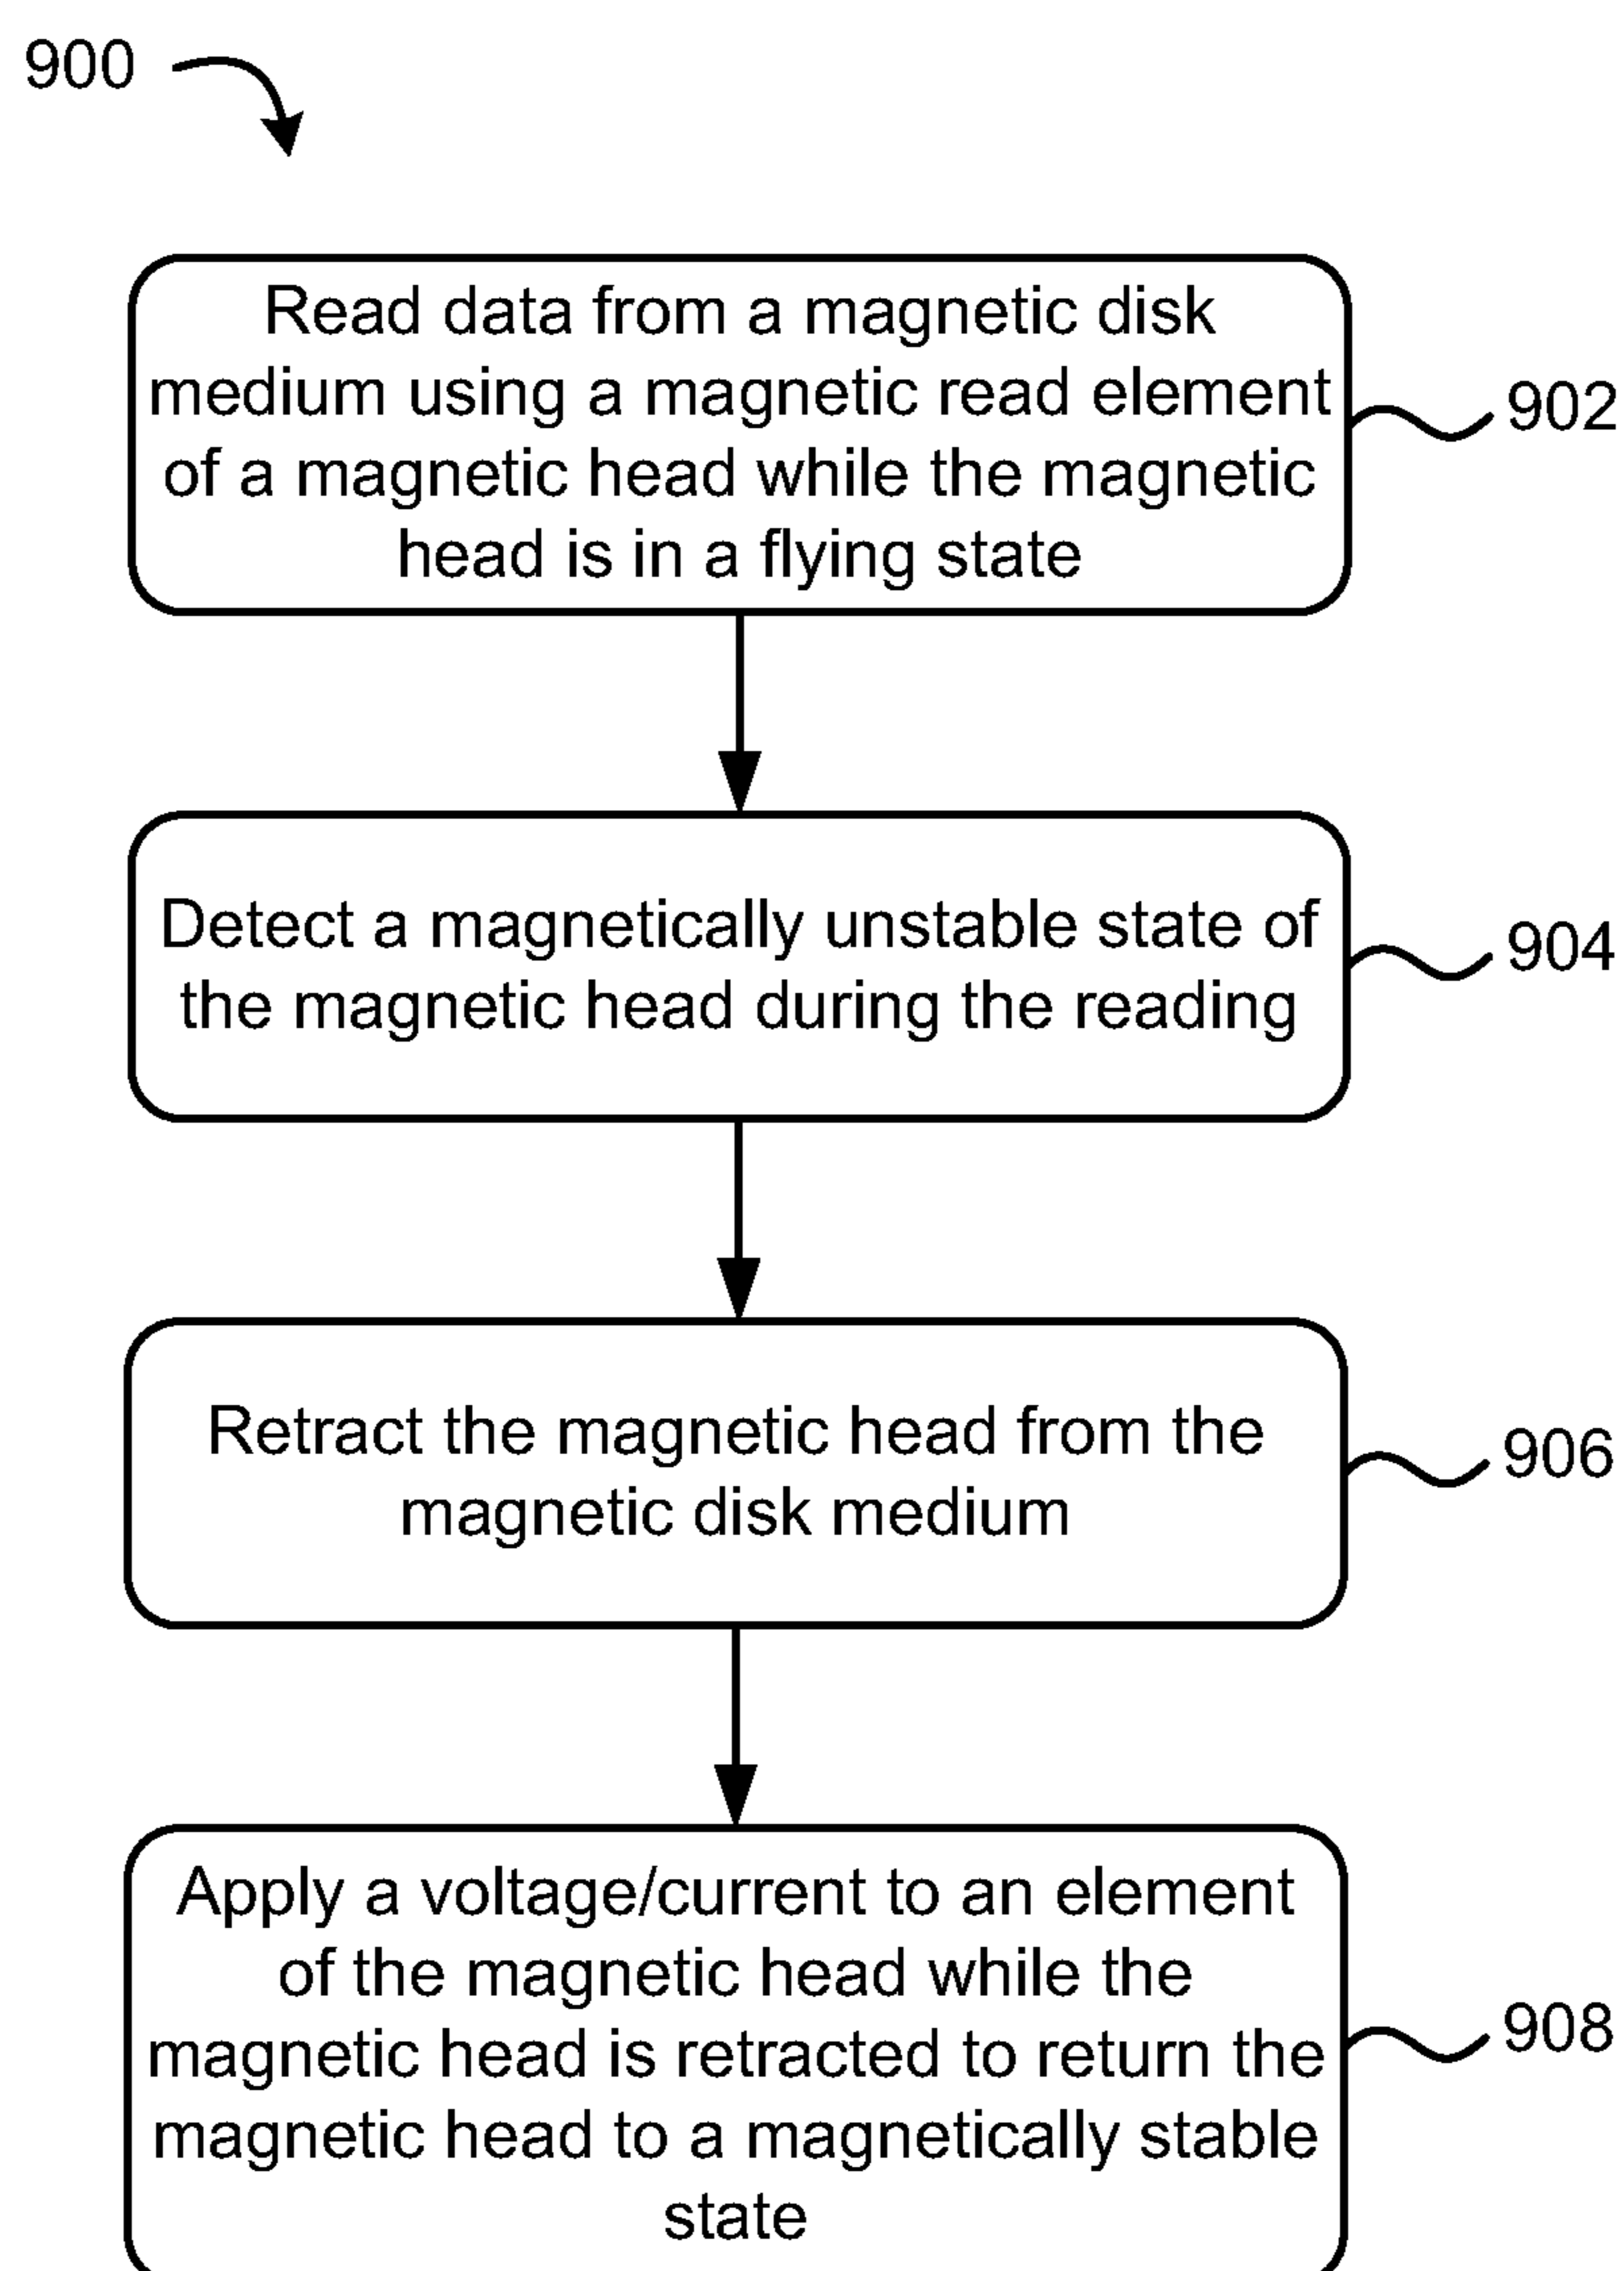 900
Read data from a magnetic disk
medium using a magnetic read element
of a magnetic head while the magnetic
head is in a flying state
902
Detect a magnetically unstable state of
the magnetic head during the reading
904
Retract the magnetic head from the
magnetic disk medium
906
Apply a voltage/current to an element
of the magnetic head while the
magnetic head is retracted to return the
magnetic head to a magnetically stable
state
908